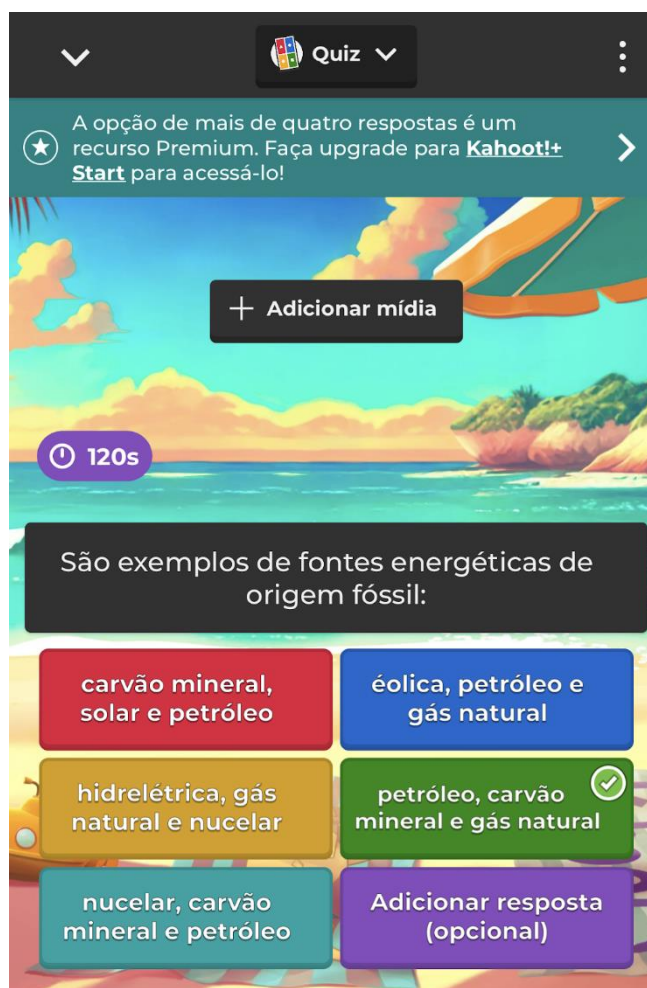 Quiz
A opção de mais de quatro respostas é um
recurso Premium. Faça upgrade para Kahoot!+
Start para acessá-lo!
+ Adicionar mídia
120s
São exemplos de fontes energéticas de
origem fóssil:
carvão mineral,
solar e petróleo
éolica, petróleo e
gás natural
hidrelétrica, gás
natural e nucelar
petróleo, carvão
mineral e gás natural
nucelar, carvão
mineral e petróleo
Adicionar resposta
(opcional)